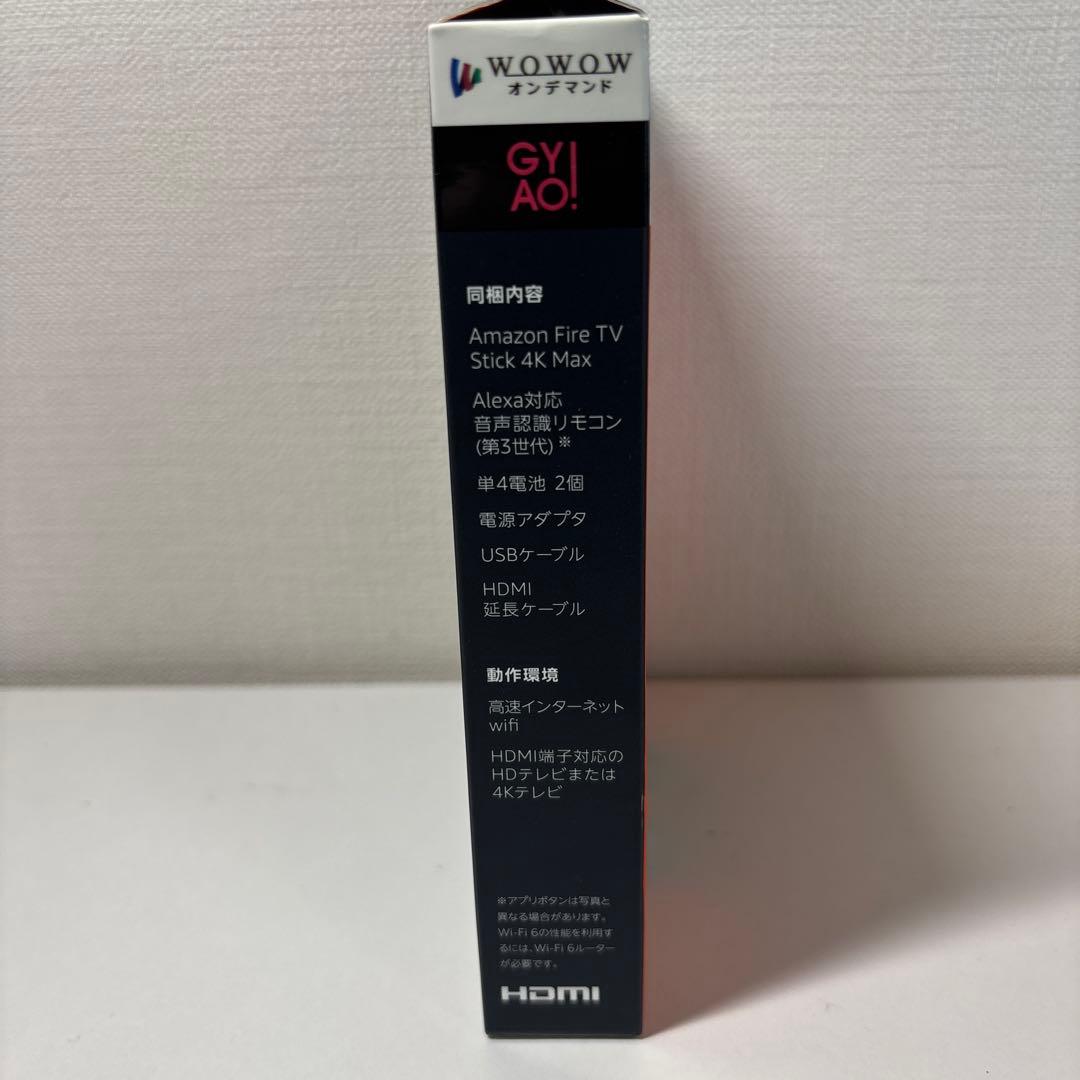 WOWOW
オンデマンド
GY
AO!
同梱内容
Amazon Fire TV
Stick 4K Max
Alexa対応
音声認識リモコン
(第3世代)※
単4電池 2個
電源アダプタ
USBケーブル
HDMI
延長ケーブル
動作環境
高速インターネット
wifi
HDMI端子対応の
HDテレビまたは
4Kテレビ
※アプリボタンは写真と
異なる場合があります。
Wi-Fi 6の性能を利用す
るには、Wi-Fi 6ルーター
が必要です。
HDMI